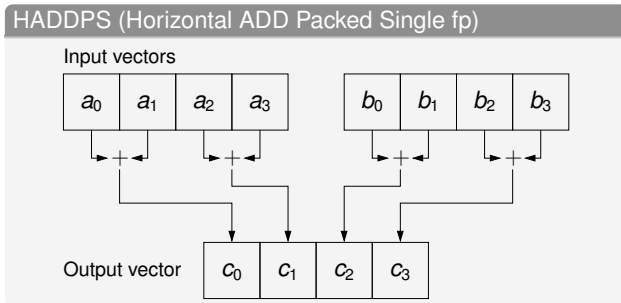 HADDPS (Horizontal ADD Packed Single fp)
Input vectors
a₀ a₁ a₂ a₃ b₀ b₁ b₂ b₃
+ + + +
Output vector c₀ c₁ c₂ c₃